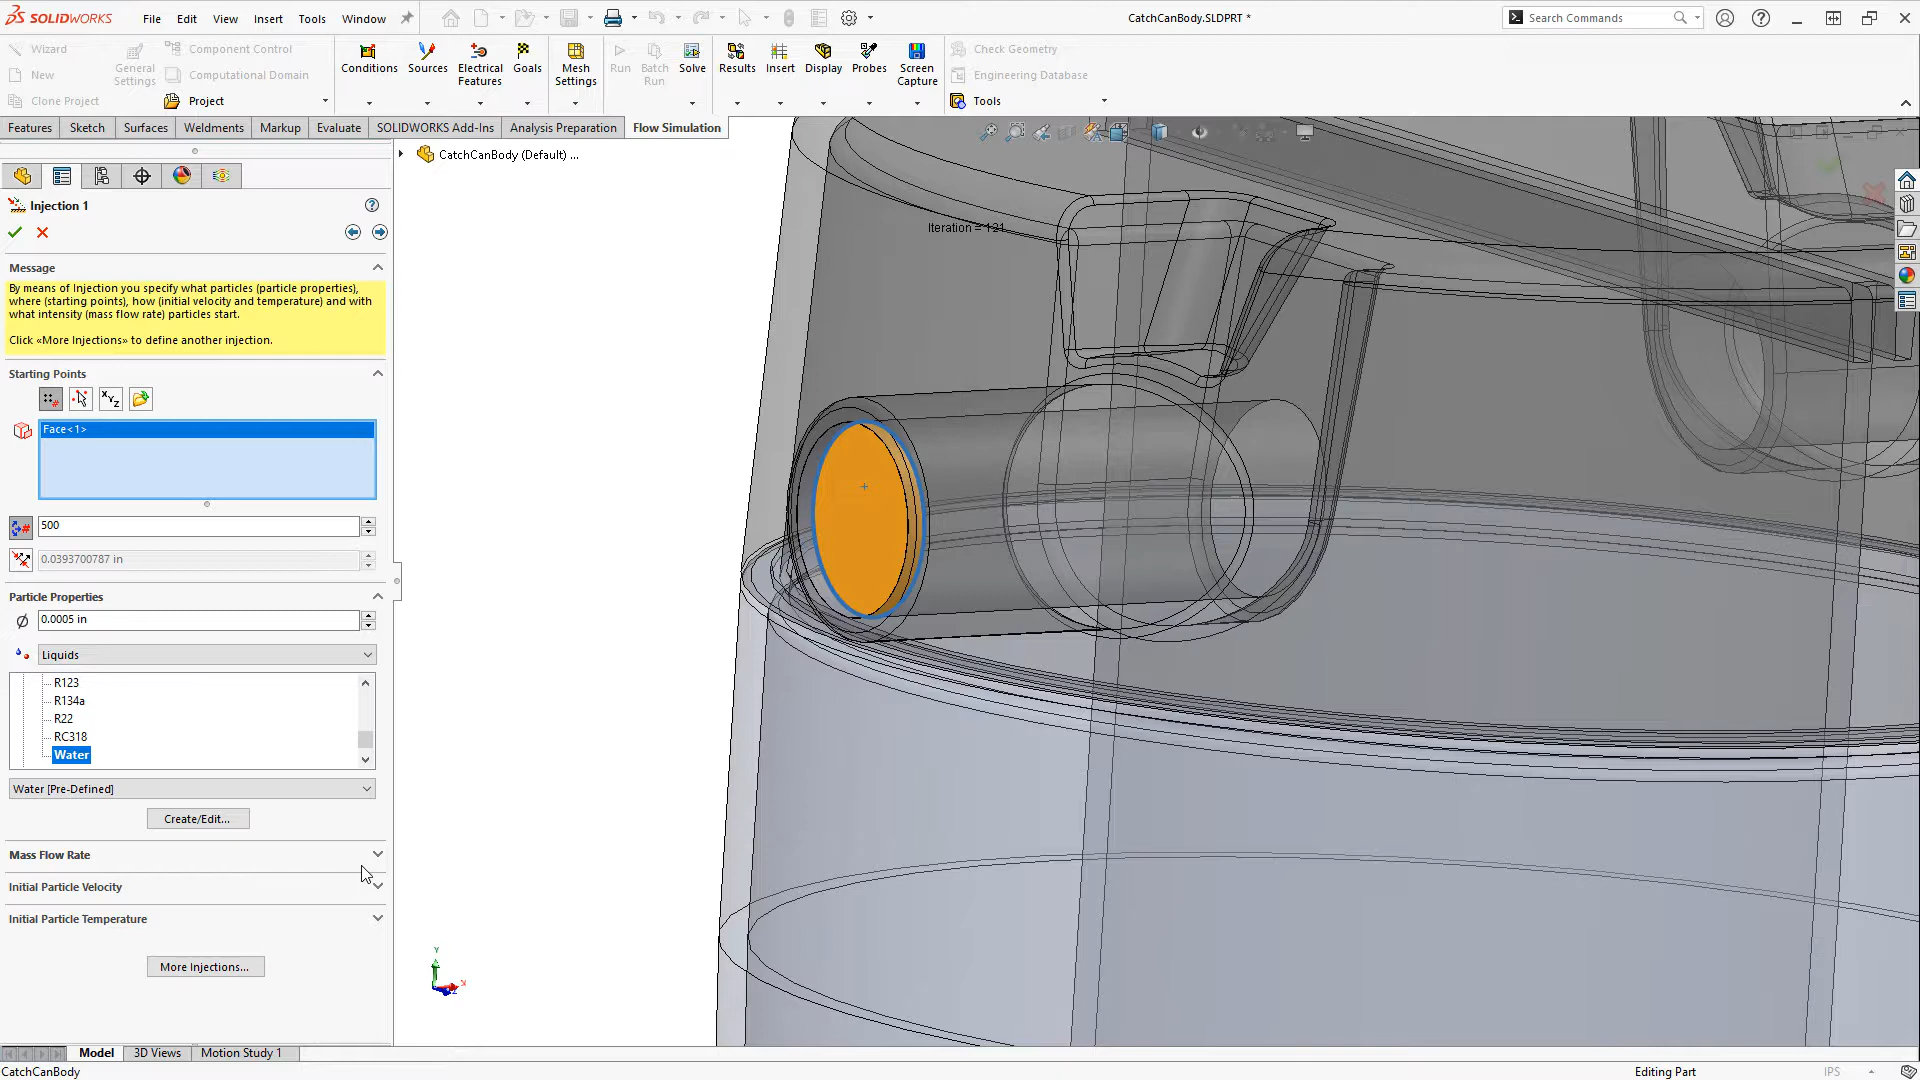 SOLIDWORKS
File Edit View Insert Tools Window
CatchCanBody.SLDPRT *
Search Commands
Wizard
New
Clone Project
General Settings
Component Control
Computational Domain
Project
Conditions
Sources
Electrical Features
Goals
Mesh Settings
Run
Batch Run
Solve
Results
Insert
Display
Probes
Screen Capture
Check Geometry
Engineering Database
Tools
Features Sketch Surfaces Weldments Markup Evaluate SOLIDWORKS Add-Ins Analysis Preparation Flow Simulation
CatchCanBody (Default) ...
Injection 1
Message
By means of Injection you specify what particles (particle properties),
where (starting points), how (initial velocity and temperature) and with
what intensity (mass flow rate) particles start.
Click «More Injections» to define another injection.
Starting Points
Face<1>
500
0.0393700787 in
Particle Properties
0.0005 in
Liquids
R123
R134a
R22
RC318
Water
Water [Pre-Defined]
Create/Edit...
Mass Flow Rate
Initial Particle Velocity
Initial Particle Temperature
More Injections...
Iteration = 121
Y
X
Z
Model 3D Views Motion Study 1
CatchCanBody
Editing Part
IPS